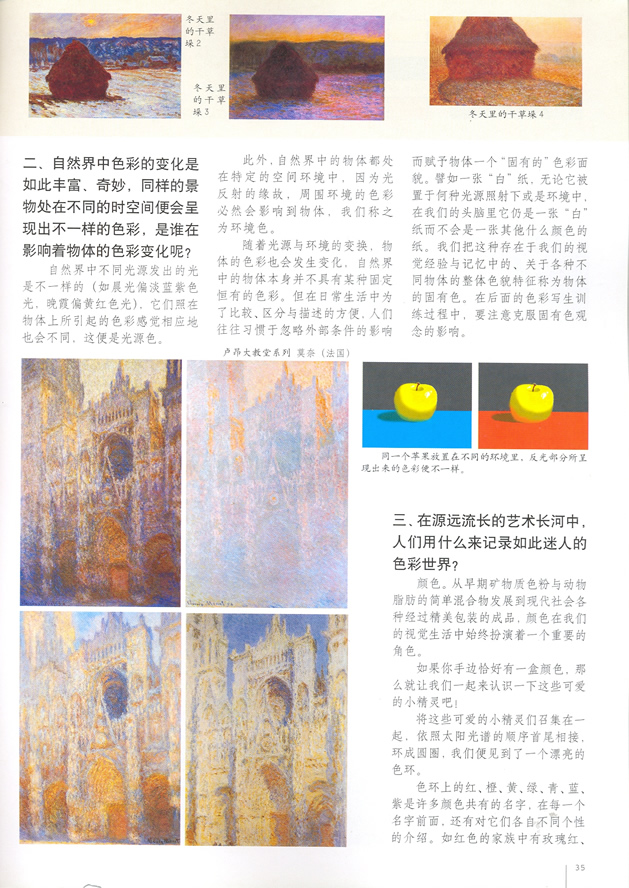 冬天里
的干草
垛2
冬天里
的干草
垛3
冬天里的干草垛4
二、自然界中色彩的变化是
如此丰富、奇妙，同样的景
物处在不同的时空间便会呈
现出不一样的色彩，是谁在
影响着物体的色彩变化呢？
自然界中不同光源发出的光
是不一样的（如晨光偏淡蓝紫色
光，晚霞偏黄红色光），它们照在
物体上所引起的色彩感觉相应地
也会不同，这便是光源色。
此外，自然界中的物体都处
在特定的空间环境中，因为光
反射的缘故，周围环境的色彩
必然会影响到物体，我们称之
为环境色。
随着光源与环境的变换，物
体的色彩也会发生变化，自然界
中的物体本身并不具有某种固定
恒有的色彩。但在日常生活中为
了比较、区分与描述的方便，人们
往往习惯于忽略外部条件的影响
而赋予物体一个“固有的”色彩面
貌。譬如一张“白”纸，无论它被
置于何种光源照射下或是环境中，
在我们的头脑里它仍是一张“白”
纸而不会是一张其他什么颜色的
纸。我们把这种存在于我们的视
觉经验与记忆中的、关于各种不
同物体的整体色貌特征称为物体
的固有色。在后面的色彩写生训
练过程中，要注意克服固有色观
念的影响。
卢昂大教堂系列 莫奈（法国）
同一个苹果放置在不同的环境里，反光部分所呈
现出来的色彩便不一样。
三、在源远流长的艺术长河中，
人们用什么来记录如此迷人的
色彩世界？
颜色。从早期矿物质色粉与动物
脂肪的简单混合物发展到现代社会各
种经过精美包装的成品，颜色在我们
的视觉生活中始终扮演着一个重要的
角色。
如果你手边恰好有一盒颜色，那
么就让我们一起来认识一下这些可爱
的小精灵吧！
将这些可爱的小精灵们召集在一
起，依照太阳光谱的顺序首尾相接，
环成圆圈，我们便见到了一个漂亮的
色环。
色环上的红、橙、黄、绿、青、蓝、
紫是许多颜色共有的名字，在每一个
名字前面，还有对它们各自不同个性
的介绍。如红色的家族中有玫瑰红、
35